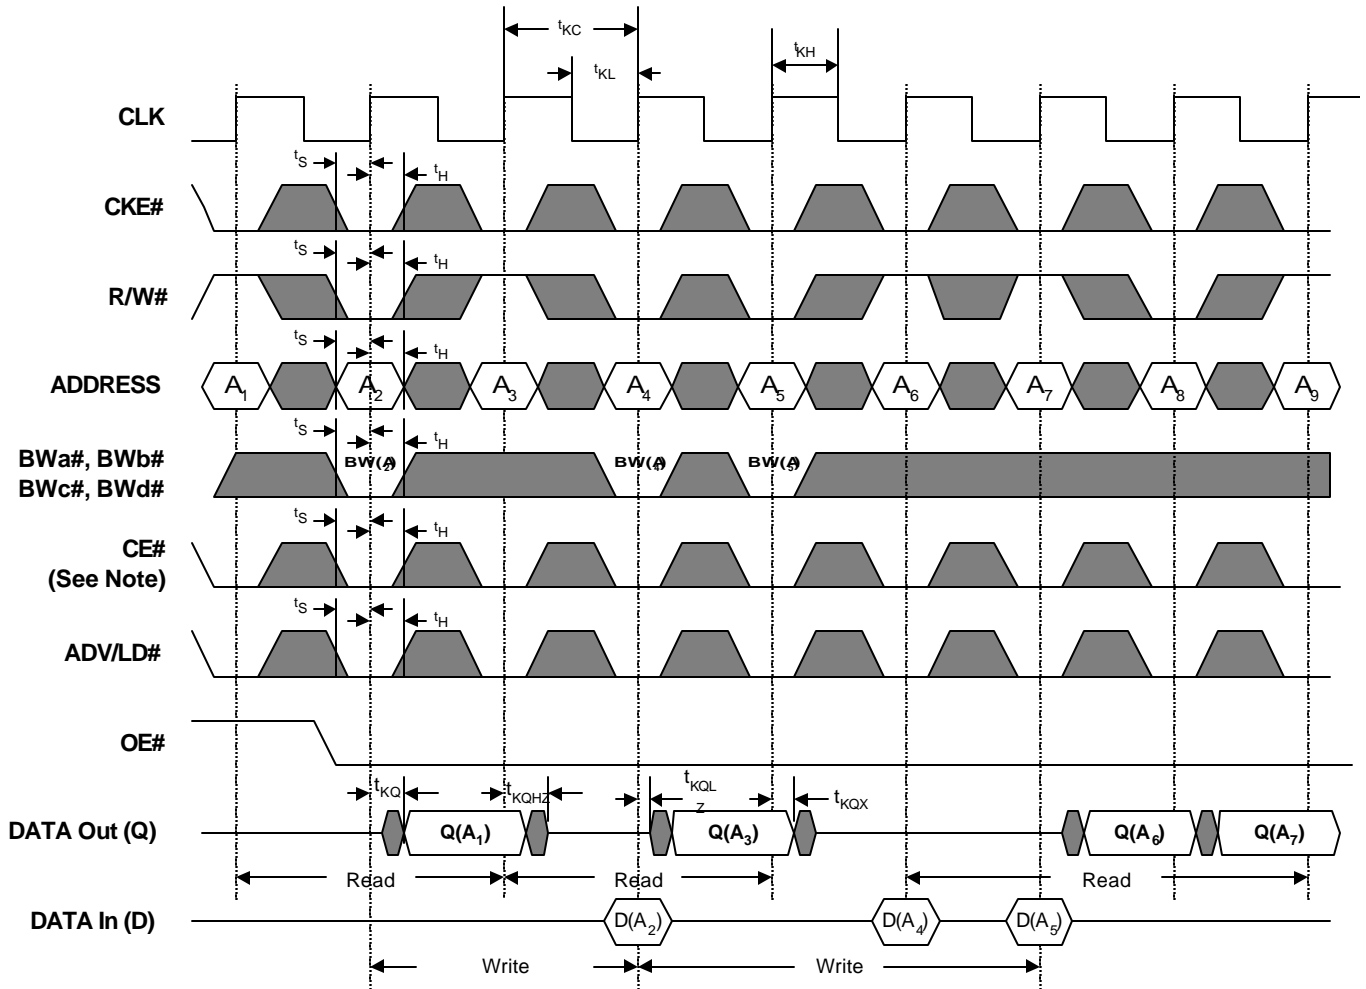 tKC
tKL
tKH
CLK
tS
tH
CKE#
tS
tH
R/W#
tS
tH
ADDRESS
A1
A2
A3
A4
A5
A6
A7
A8
A9
tS
tH
BWa#, BWb#
BWc#, BWd#
BW(A2)
BW(A4)
BW(A5)
tS
tH
CE#
(See Note)
tS
tH
ADV/LD#
OE#
tKQ
tKQHZ
tKQL
Z
tKQX
DATA Out (Q)
Q(A1)
Q(A3)
Q(A6)
Q(A7)
Read
Read
Read
DATA In (D)
D(A2)
D(A4)
D(A5)
Write
Write